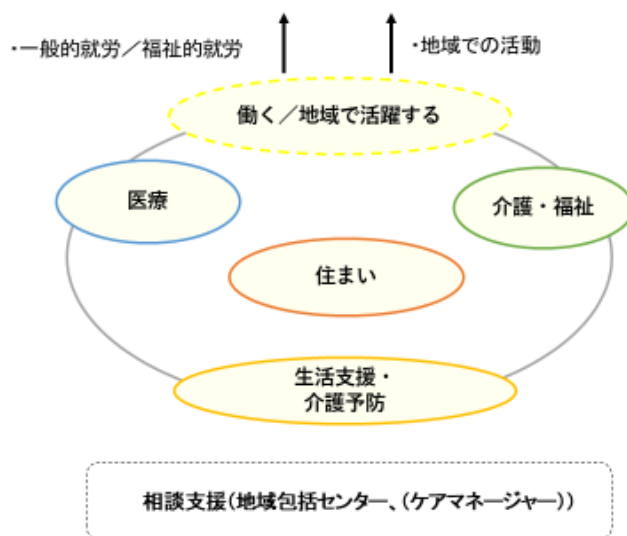 ・一般的就労／福祉的就労
・地域での活動
働く／地域で活躍する
医療
介護・福祉
住まい
生活支援・
介護予防
相談支援(地域包括センター、(ケアマネージャー))